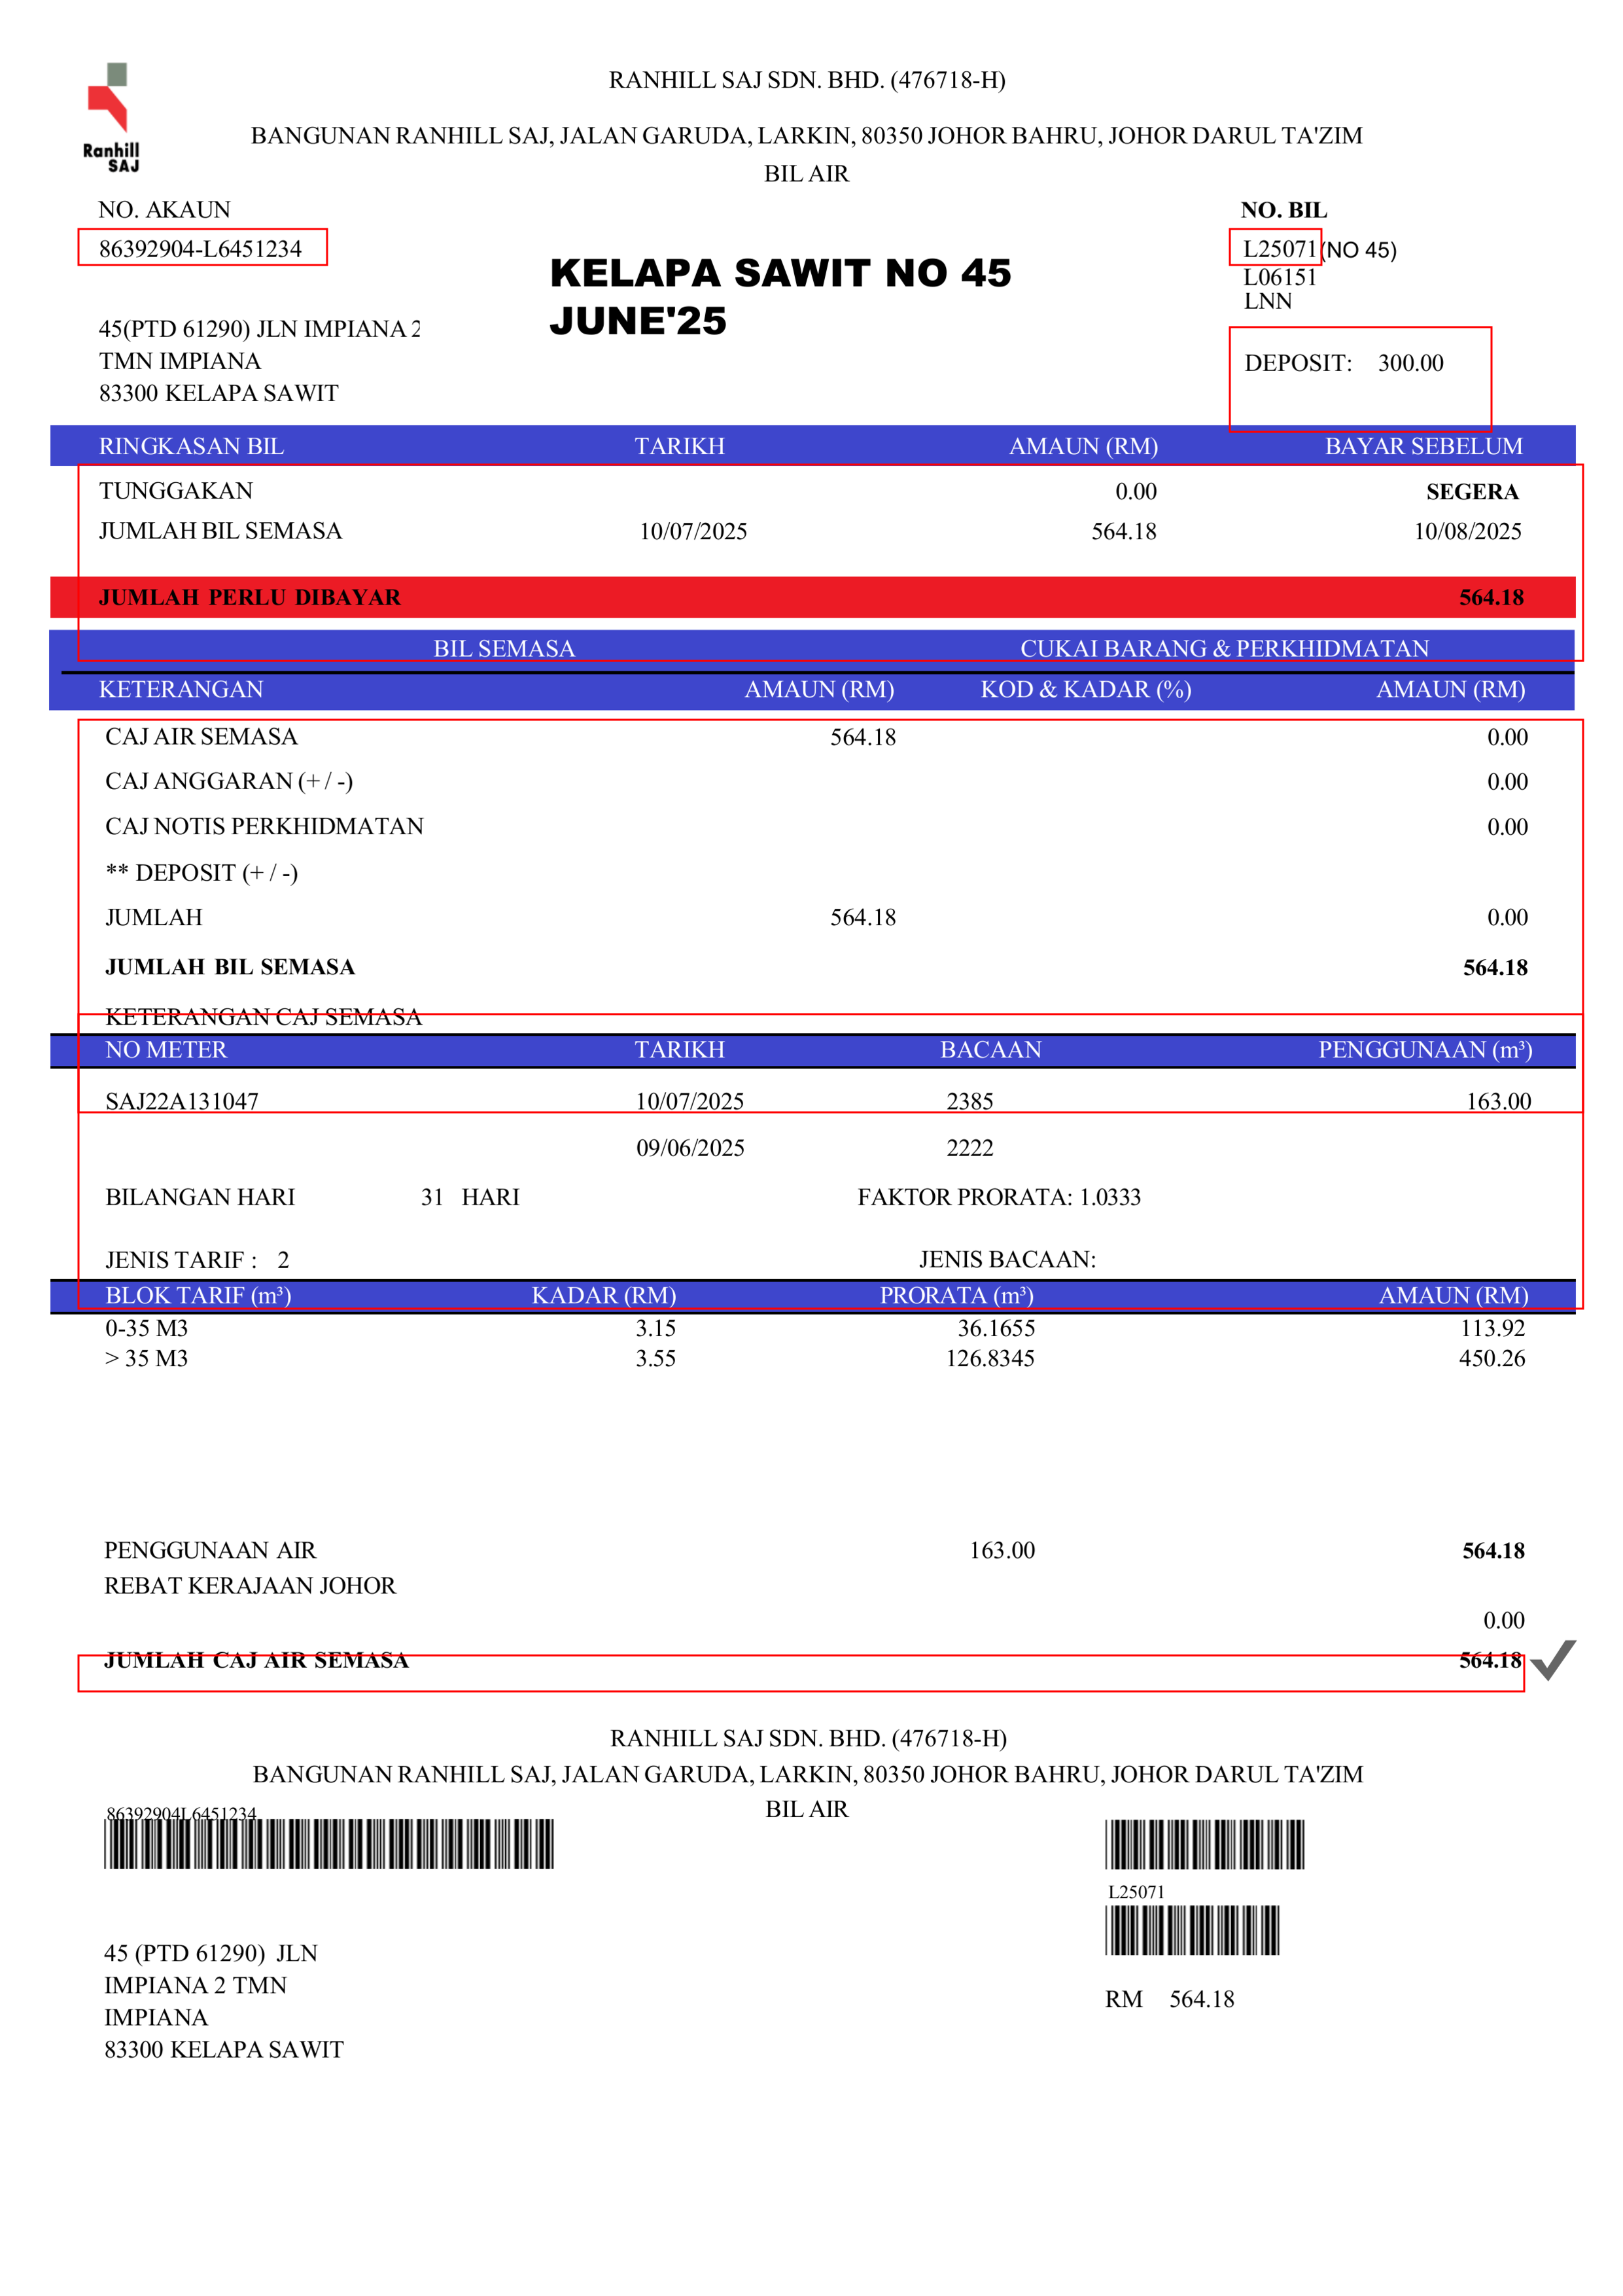 Ranhill
SAJ
RANHILL SAJ SDN. BHD. (476718-H)
BANGUNAN RANHILL SAJ, JALAN GARUDA, LARKIN, 80350 JOHOR BAHRU, JOHOR DARUL TA'ZIM
BIL AIR
NO. AKAUN NO. BIL
86392904-L6451234 L25071 (NO 45)
KELAPA SAWIT NO 45 L06151
JUNE'25 LNN
45(PTD 61290) JLN IMPIANA 2
TMN IMPIANA DEPOSIT: 300.00
83300 KELAPA SAWIT
RINGKASAN BIL TARIKH AMAUN (RM) BAYAR SEBELUM
TUNGGAKAN 0.00 SEGERA
JUMLAH BIL SEMASA 10/07/2025 564.18 10/08/2025
JUMLAH PERLU DIBAYAR 564.18
BIL SEMASA CUKAI BARANG & PERKHIDMATAN
KETERANGAN AMAUN (RM) KOD & KADAR (%) AMAUN (RM)
CAJ AIR SEMASA 564.18 0.00
CAJ ANGGARAN (+ / -) 0.00
CAJ NOTIS PERKHIDMATAN 0.00
** DEPOSIT (+ / -)
JUMLAH 564.18 0.00
JUMLAH BIL SEMASA 564.18
KETERANGAN CAJ SEMASA
NO METER TARIKH BACAAN PENGGUNAAN (m³)
SAJ22A131047 10/07/2025 2385 163.00
09/06/2025 2222
BILANGAN HARI 31 HARI FAKTOR PRORATA: 1.0333
JENIS TARIF : 2 JENIS BACAAN:
BLOK TARIF (m³) KADAR (RM) PRORATA (m³) AMAUN (RM)
0-35 M3 3.15 36.1655 113.92
> 35 M3 3.55 126.8345 450.26
PENGGUNAAN AIR 163.00 564.18
REBAT KERAJAAN JOHOR
0.00
JUMLAH CAJ AIR SEMASA 564.18
RANHILL SAJ SDN. BHD. (476718-H)
BANGUNAN RANHILL SAJ, JALAN GARUDA, LARKIN, 80350 JOHOR BAHRU, JOHOR DARUL TA'ZIM
BIL AIR
86392904L6451234
L25071
45 (PTD 61290) JLN
IMPIANA 2 TMN
IMPIANA
83300 KELAPA SAWIT
RM 564.18